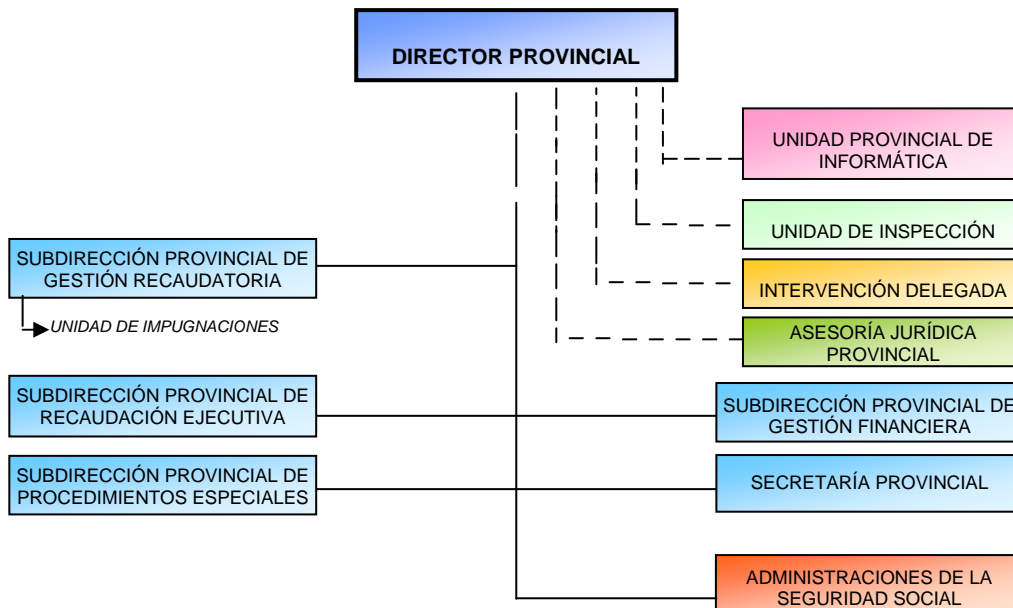 DIRECTOR PROVINCIAL
UNIDAD PROVINCIAL DE
INFORMÁTICA
UNIDAD DE INSPECCIÓN
SUBDIRECCIÓN PROVINCIAL DE
GESTIÓN RECAUDATORIA
UNIDAD DE IMPUGNACIONES
INTERVENCIÓN DELEGADA
ASESORÍA JURÍDICA
PROVINCIAL
SUBDIRECCIÓN PROVINCIAL DE
RECAUDACIÓN EJECUTIVA
SUBDIRECCIÓN PROVINCIAL DE
GESTIÓN FINANCIERA
SUBDIRECCIÓN PROVINCIAL DE
PROCEDIMIENTOS ESPECIALES
SECRETARÍA PROVINCIAL
ADMINISTRACIONES DE LA
SEGURIDAD SOCIAL